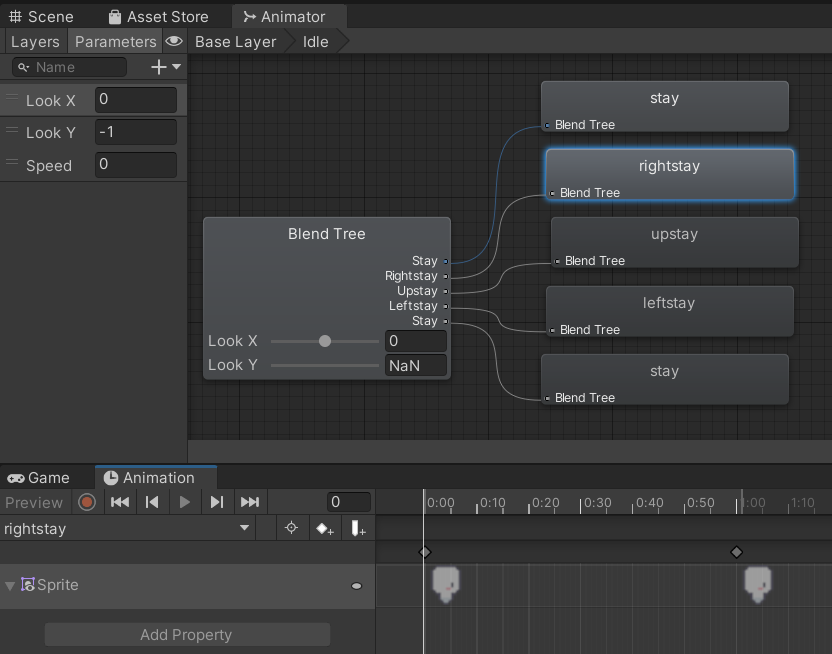 Scene Asset Store Animator
Layers Parameters Base Layer Idle
Name
Look X 0
Look Y -1
Speed 0
stay
Blend Tree
rightstay
Blend Tree
upstay
Blend Tree
leftstay
Blend Tree
stay
Blend Tree
Blend Tree
Stay
Rightstay
Upstay
Leftstay
Stay
Look X 0
Look Y NaN
Game Animation
Preview 0
0:00 0:10 0:20 0:30 0:40 0:50 1:00 1:10
rightstay
Sprite
Add Property